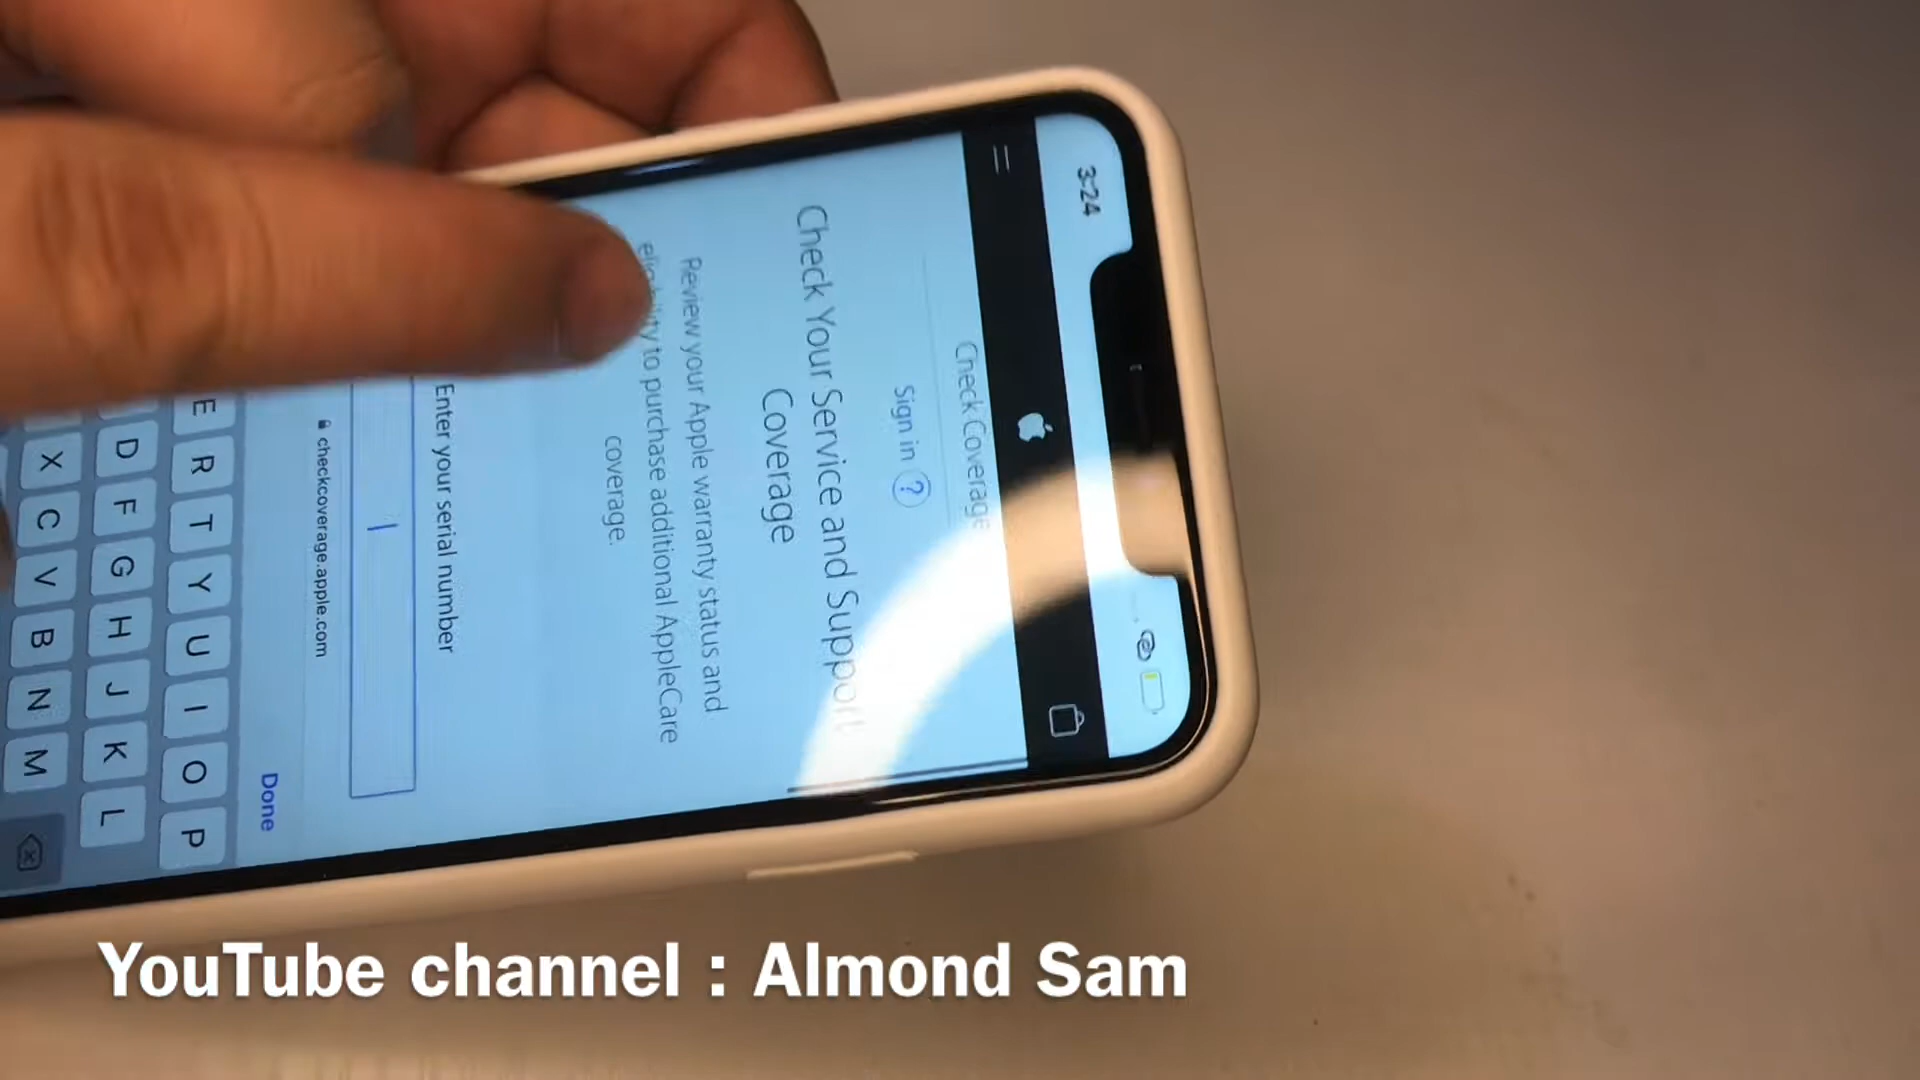 3:24
Check Coverage
Sign in ?
Check Your Service and Support
Coverage
Review your Apple warranty status and
eligibility to purchase additional AppleCare
coverage.
Enter your serial number
checkcoverage.apple.com
Done
E R T Y U I O P
D F G H J K L
X C V B N M
YouTube channel : Almond Sam